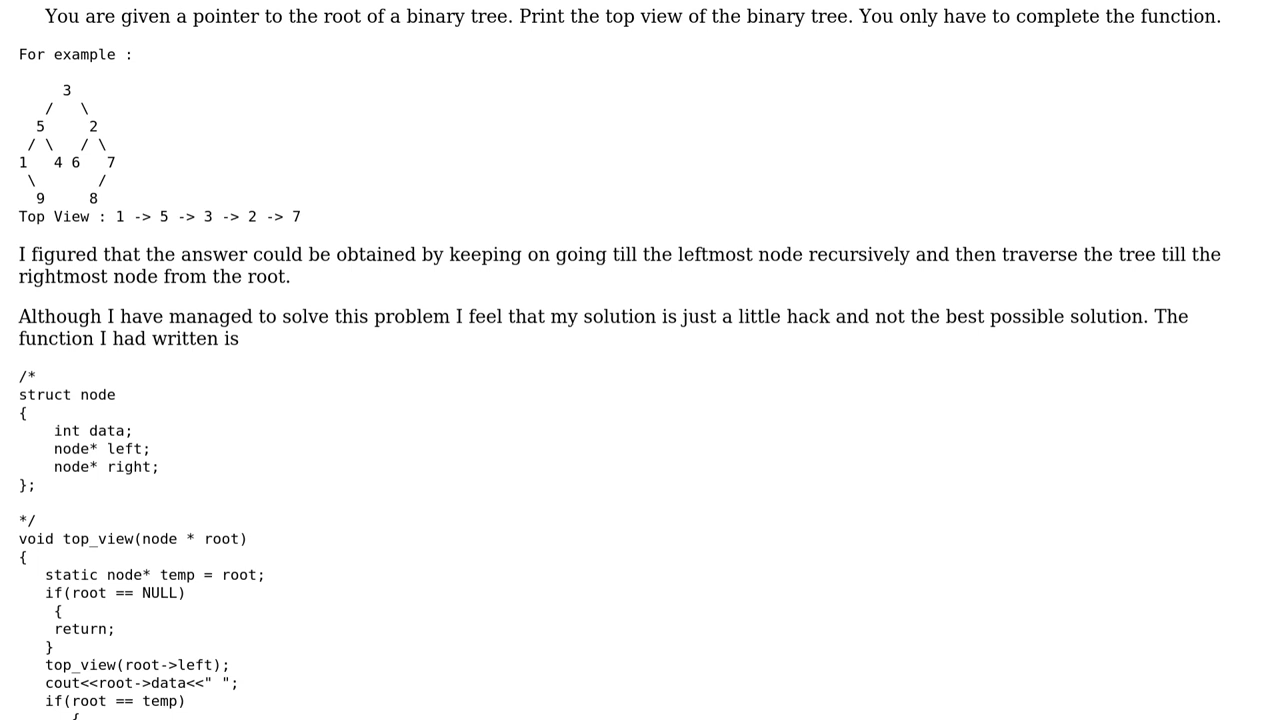 You are given a pointer to the root of a binary tree. Print the top view of the binary tree. You only have to complete the function.
For example :
3
/ \
5 2
/ \ / \
1 4 6 7
\ /
9 8
Top View : 1 -> 5 -> 3 -> 2 -> 7
I figured that the answer could be obtained by keeping on going till the leftmost node recursively and then traverse the tree till the
rightmost node from the root.
Although I have managed to solve this problem I feel that my solution is just a little hack and not the best possible solution. The
function I had written is
/*
struct node
{
    int data;
    node* left;
    node* right;
};
*/
void top_view(node * root)
{
   static node* temp = root;
   if(root == NULL)
    {
    return;
   }
   top_view(root->left);
   cout<<root->data<<" ";
   if(root == temp)
      {